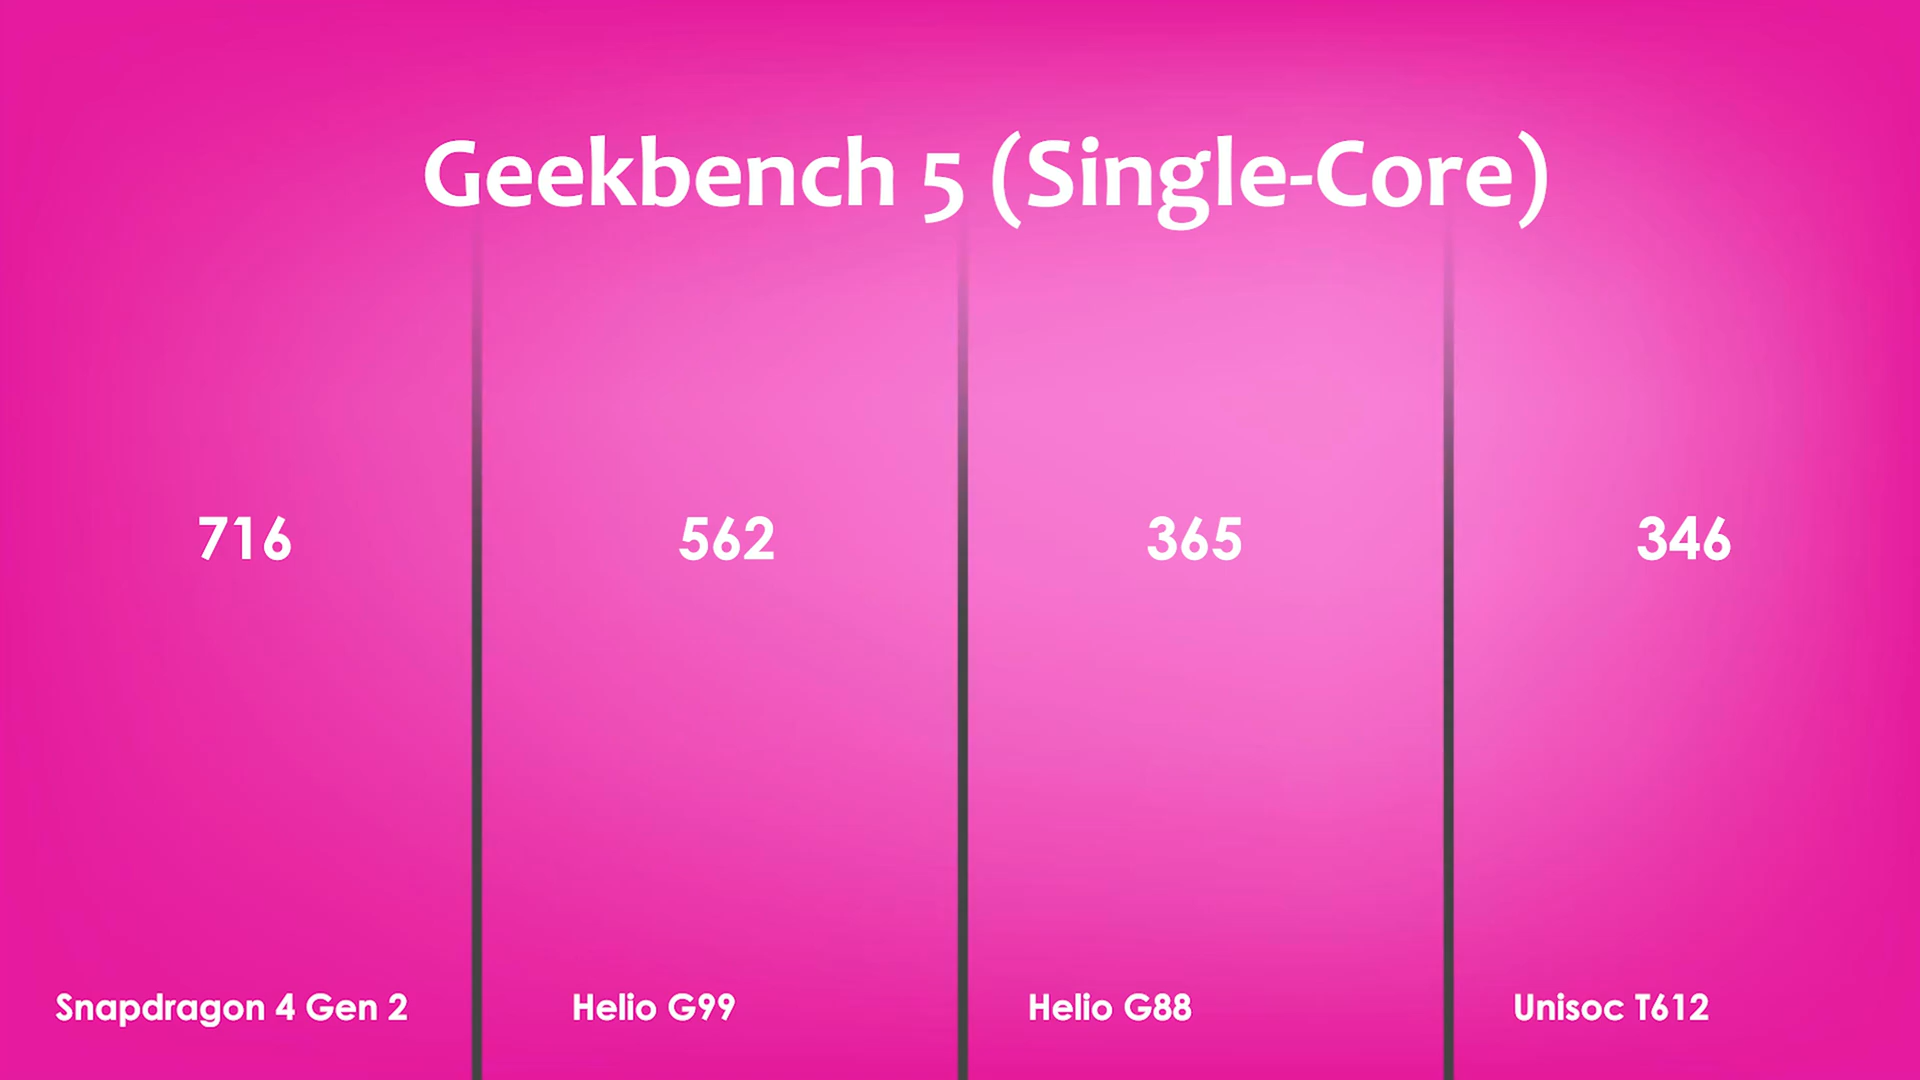 Geekbench 5 (Single-Core)
716
562
365
346
Snapdragon 4 Gen 2
Helio G99
Helio G88
Unisoc T612